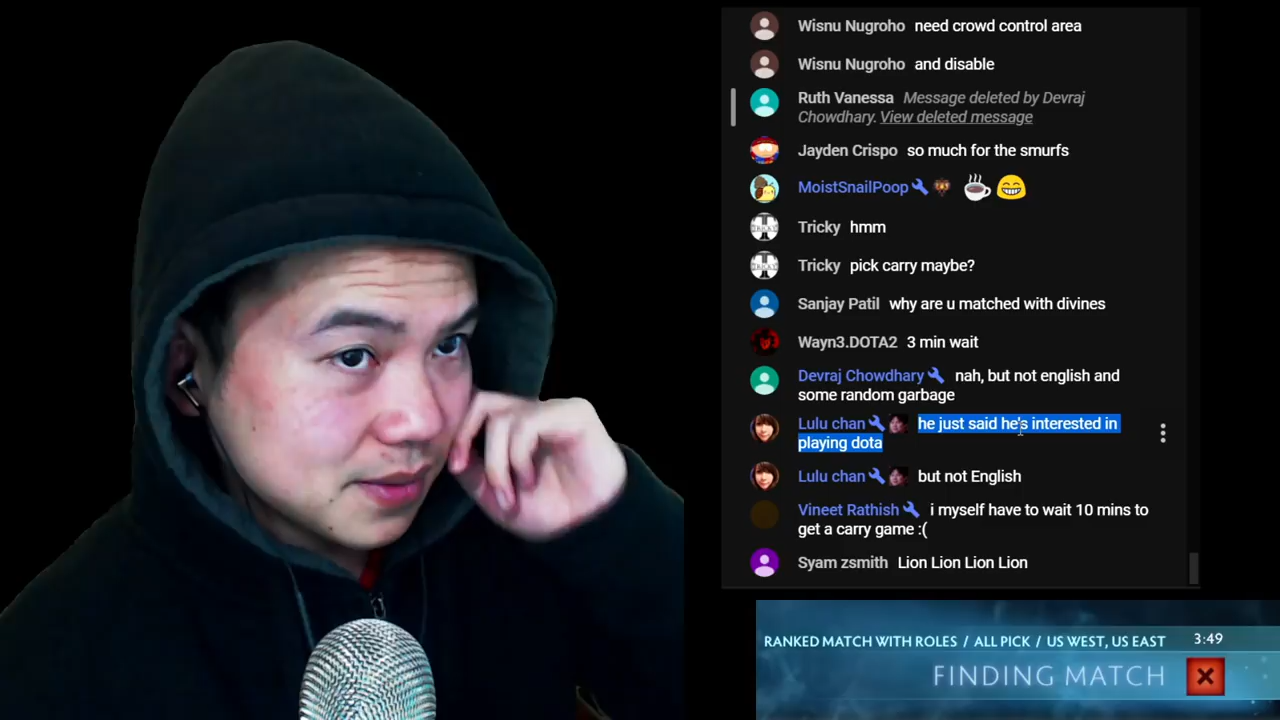 Wisnu Nugroho need crowd control area
Wisnu Nugroho and disable
Ruth Vanessa Message deleted by Devraj
Chowdhary. View deleted message
Jayden Crispo so much for the smurfs
MoistSnailPoop
Tricky hmm
Tricky pick carry maybe?
Sanjay Patil why are u matched with divines
Wayn3.DOTA2 3 min wait
Devraj Chowdhary nah, but not english and
some random garbage
Lulu chan he just said he's interested in
playing dota
Lulu chan but not English
Vineet Rathish i myself have to wait 10 mins to
get a carry game :(
Syam zsmith Lion Lion Lion Lion
RANKED MATCH WITH ROLES / ALL PICK / US WEST, US EAST 3:49
FINDING MATCH